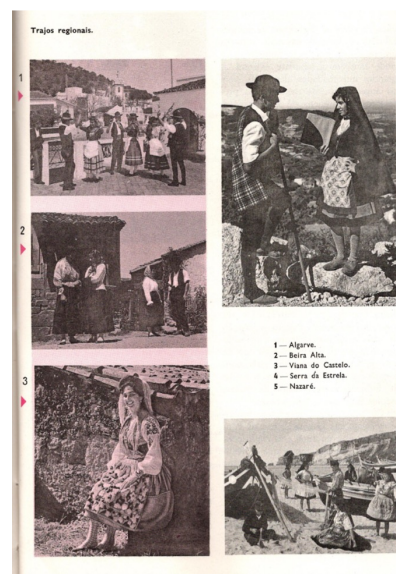 Trajos regionais.
1
2
3
1 — Algarve.
2 — Beira Alta.
3 — Viana do Castelo.
4 — Serra da Estrela.
5 — Nazaré.